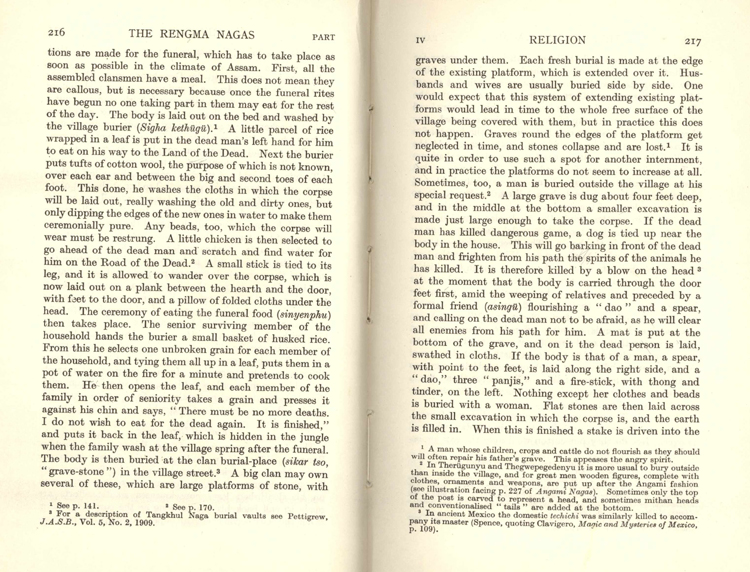 216 THE RENGMA NAGAS PART
tions are made for the funeral, which has to take place as
soon as possible in the climate of Assam. First, all the
assembled clansmen have a meal. This does not mean they
are callous, but is necessary because once the funeral rites
have begun no one taking part in them may eat for the rest
of the day. The body is laid out on the bed and washed by
the village burier (Sigha kethūgū).¹ A little parcel of rice
wrapped in a leaf is put in the dead man's left hand for him
to eat on his way to the Land of the Dead. Next the burier
puts tufts of cotton wool, the purpose of which is not known,
over each ear and between the big and second toes of each
foot. This done, he washes the cloths in which the corpse
will be laid out, really washing the old and dirty ones, but
only dipping the edges of the new ones in water to make them
ceremonially pure. Any beads, too, which the corpse will
wear must be restrung. A little chicken is then selected to
go ahead of the dead man and scratch and find water for
him on the Road of the Dead.² A small stick is tied to its
leg, and it is allowed to wander over the corpse, which is
now laid out on a plank between the hearth and the door,
with feet to the door, and a pillow of folded cloths under the
head. The ceremony of eating the funeral food (sinyenphu)
then takes place. The senior surviving member of the
household hands the burier a small basket of husked rice.
From this he selects one unbroken grain for each member of
the household, and tying them all up in a leaf, puts them in a
pot of water on the fire for a minute and pretends to cook
them. He then opens the leaf, and each member of the
family in order of seniority takes a grain and presses it
against his chin and says, "There must be no more deaths.
I do not wish to eat for the dead again. It is finished,"
and puts it back in the leaf, which is hidden in the jungle
when the family wash at the village spring after the funeral.
The body is then buried at the clan burial-place (sikar tso,
"grave-stone") in the village street.³ A big clan may own
several of these, which are large platforms of stone, with
¹ See p. 141. ² See p. 170.
³ For a description of Tangkhul Naga burial vaults see Pettigrew,
J.A.S.B., Vol. 5, No. 2, 1909.
IV RELIGION 217
graves under them. Each fresh burial is made at the edge
of the existing platform, which is extended over it. Hus-
bands and wives are usually buried side by side. One
would expect that this system of extending existing plat-
forms would lead in time to the whole free surface of the
village being covered with them, but in practice this does
not happen. Graves round the edges of the platform get
neglected in time, and stones collapse and are lost.¹ It is
quite in order to use such a spot for another internment,
and in practice the platforms do not seem to increase at all.
Sometimes, too, a man is buried outside the village at his
special request.² A large grave is dug about four feet deep,
and in the middle at the bottom a smaller excavation is
made just large enough to take the corpse. If the dead
man has killed dangerous game, a dog is tied up near the
body in the house. This will go barking in front of the dead
man and frighten from his path the spirits of the animals he
has killed. It is therefore killed by a blow on the head ³
at the moment that the body is carried through the door
feet first, amid the weeping of relatives and preceded by a
formal friend (asingū) flourishing a "dao" and a spear,
and calling on the dead man not to be afraid, as he will clear
all enemies from his path for him. A mat is put at the
bottom of the grave, and on it the dead person is laid,
swathed in cloths. If the body is that of a man, a spear,
with point to the feet, is laid along the right side, and a
"dao," three "panjis," and a fire-stick, with thong and
tinder, on the left. Nothing except her clothes and beads
is buried with a woman. Flat stones are then laid across
the small excavation in which the corpse is, and the earth
is filled in. When this is finished a stake is driven into the
¹ A man whose children, crops and cattle do not flourish as they should
will often repair his father's grave. This appeases the angry spirit.
² In Therūgunyu and Thegwepegedenyu it is more usual to bury outside
than inside the village, and for great men wooden figures, complete with
clothes, ornaments and weapons, are put up after the Angami fashion
(see illustration facing p. 227 of Angami Nagas). Sometimes only the top
of the post is carved to represent a head, and sometimes mithan heads
and conventionalised "tails" are added at the bottom.
³ In ancient Mexico the domestic techichi was similarly killed to accom-
pany its master (Spence, quoting Clavigero, Magic and Mysteries of Mexico,
p. 109).